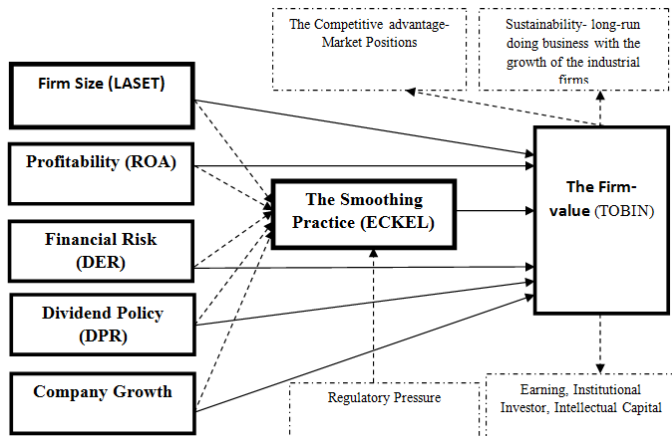 The Competitive advantage-
Market Positions
Sustainability- long-run
doing business with the
growth of the industrial
firms
Firm Size (LASET)
Profitability (ROA)
Financial Risk
(DER)
Dividend Policy
(DPR)
Company Growth
The Smoothing
Practice (ECKEL)
The Firm-
value (TOBIN)
Regulatory Pressure
Earning, Institutional
Investor, Intellectual Capital